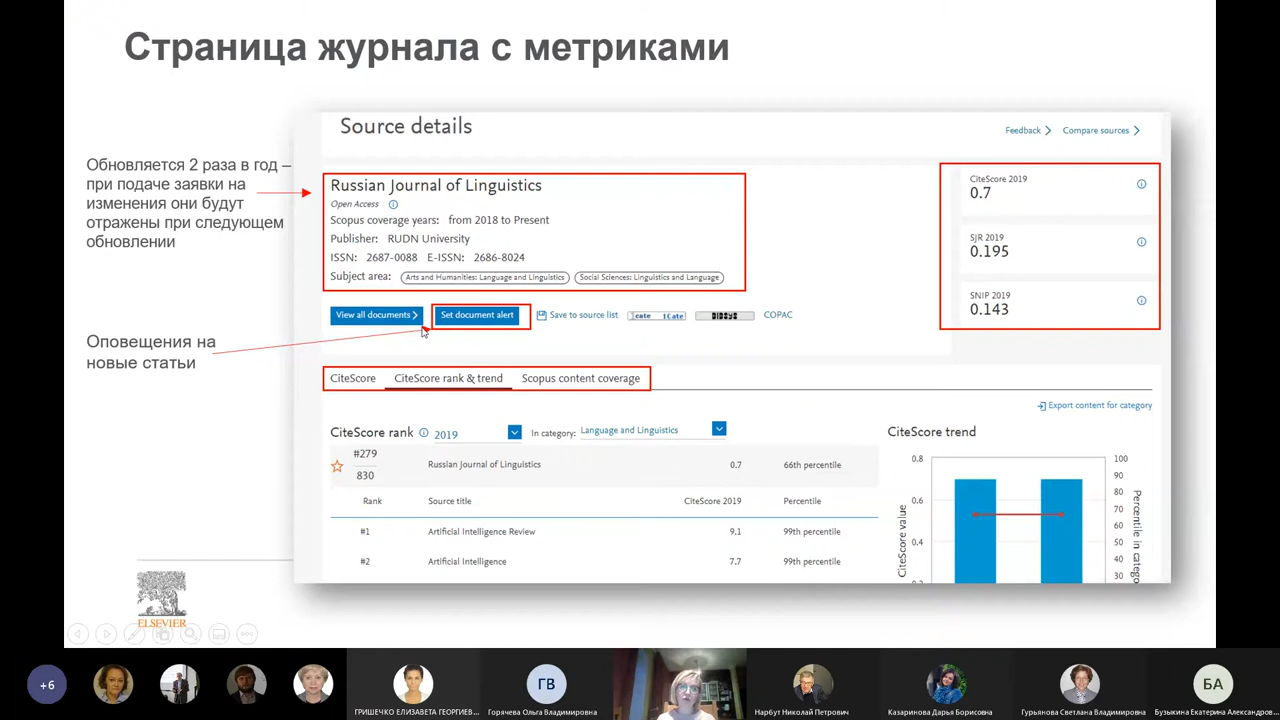 Страница журнала с метриками
Обновляется 2 раза в год –
при подаче заявки на
изменения они будут
отражены при следующем
обновлении
Оповещения на
новые статьи
Source details
Feedback
Compare sources
Russian Journal of Linguistics
Open Access
Scopus coverage years: from 2018 to Present
Publisher: RUDN University
ISSN: 2687-0088 E-ISSN: 2686-8024
Subject area: Arts and Humanities: Language and Linguistics Social Sciences: Linguistics and Language
CiteScore 2019
0.7
SJR 2019
0.195
SNIP 2019
0.143
View all documents
Set document alert
Save to source list
COPAC
CiteScore
CiteScore rank & trend
Scopus content coverage
Export content for category
CiteScore rank 2019 In category: Language and Linguistics
#279
830
Russian Journal of Linguistics 0.7 66th percentile
Rank Source title CiteScore 2019 Percentile
#1 Artificial Intelligence Review 9.1 99th percentile
#2 Artificial Intelligence 7.7 99th percentile
CiteScore trend
CiteScore value
0.8
0.6
0.4
100
90
80
70
60
50
40
30
Percentile in
ELSEVIER
+6
ГРИШЕЧКО ЕЛИЗАВЕТА ГЕОРГИЕВ...
ГВ
Горячева Ольга Владимировна
Нарбут Николай Петрович
Казаринова Дарья Борисовна
Гурьянова Светлана Владимировна
БА
Бузыкина Екатерина Александров...